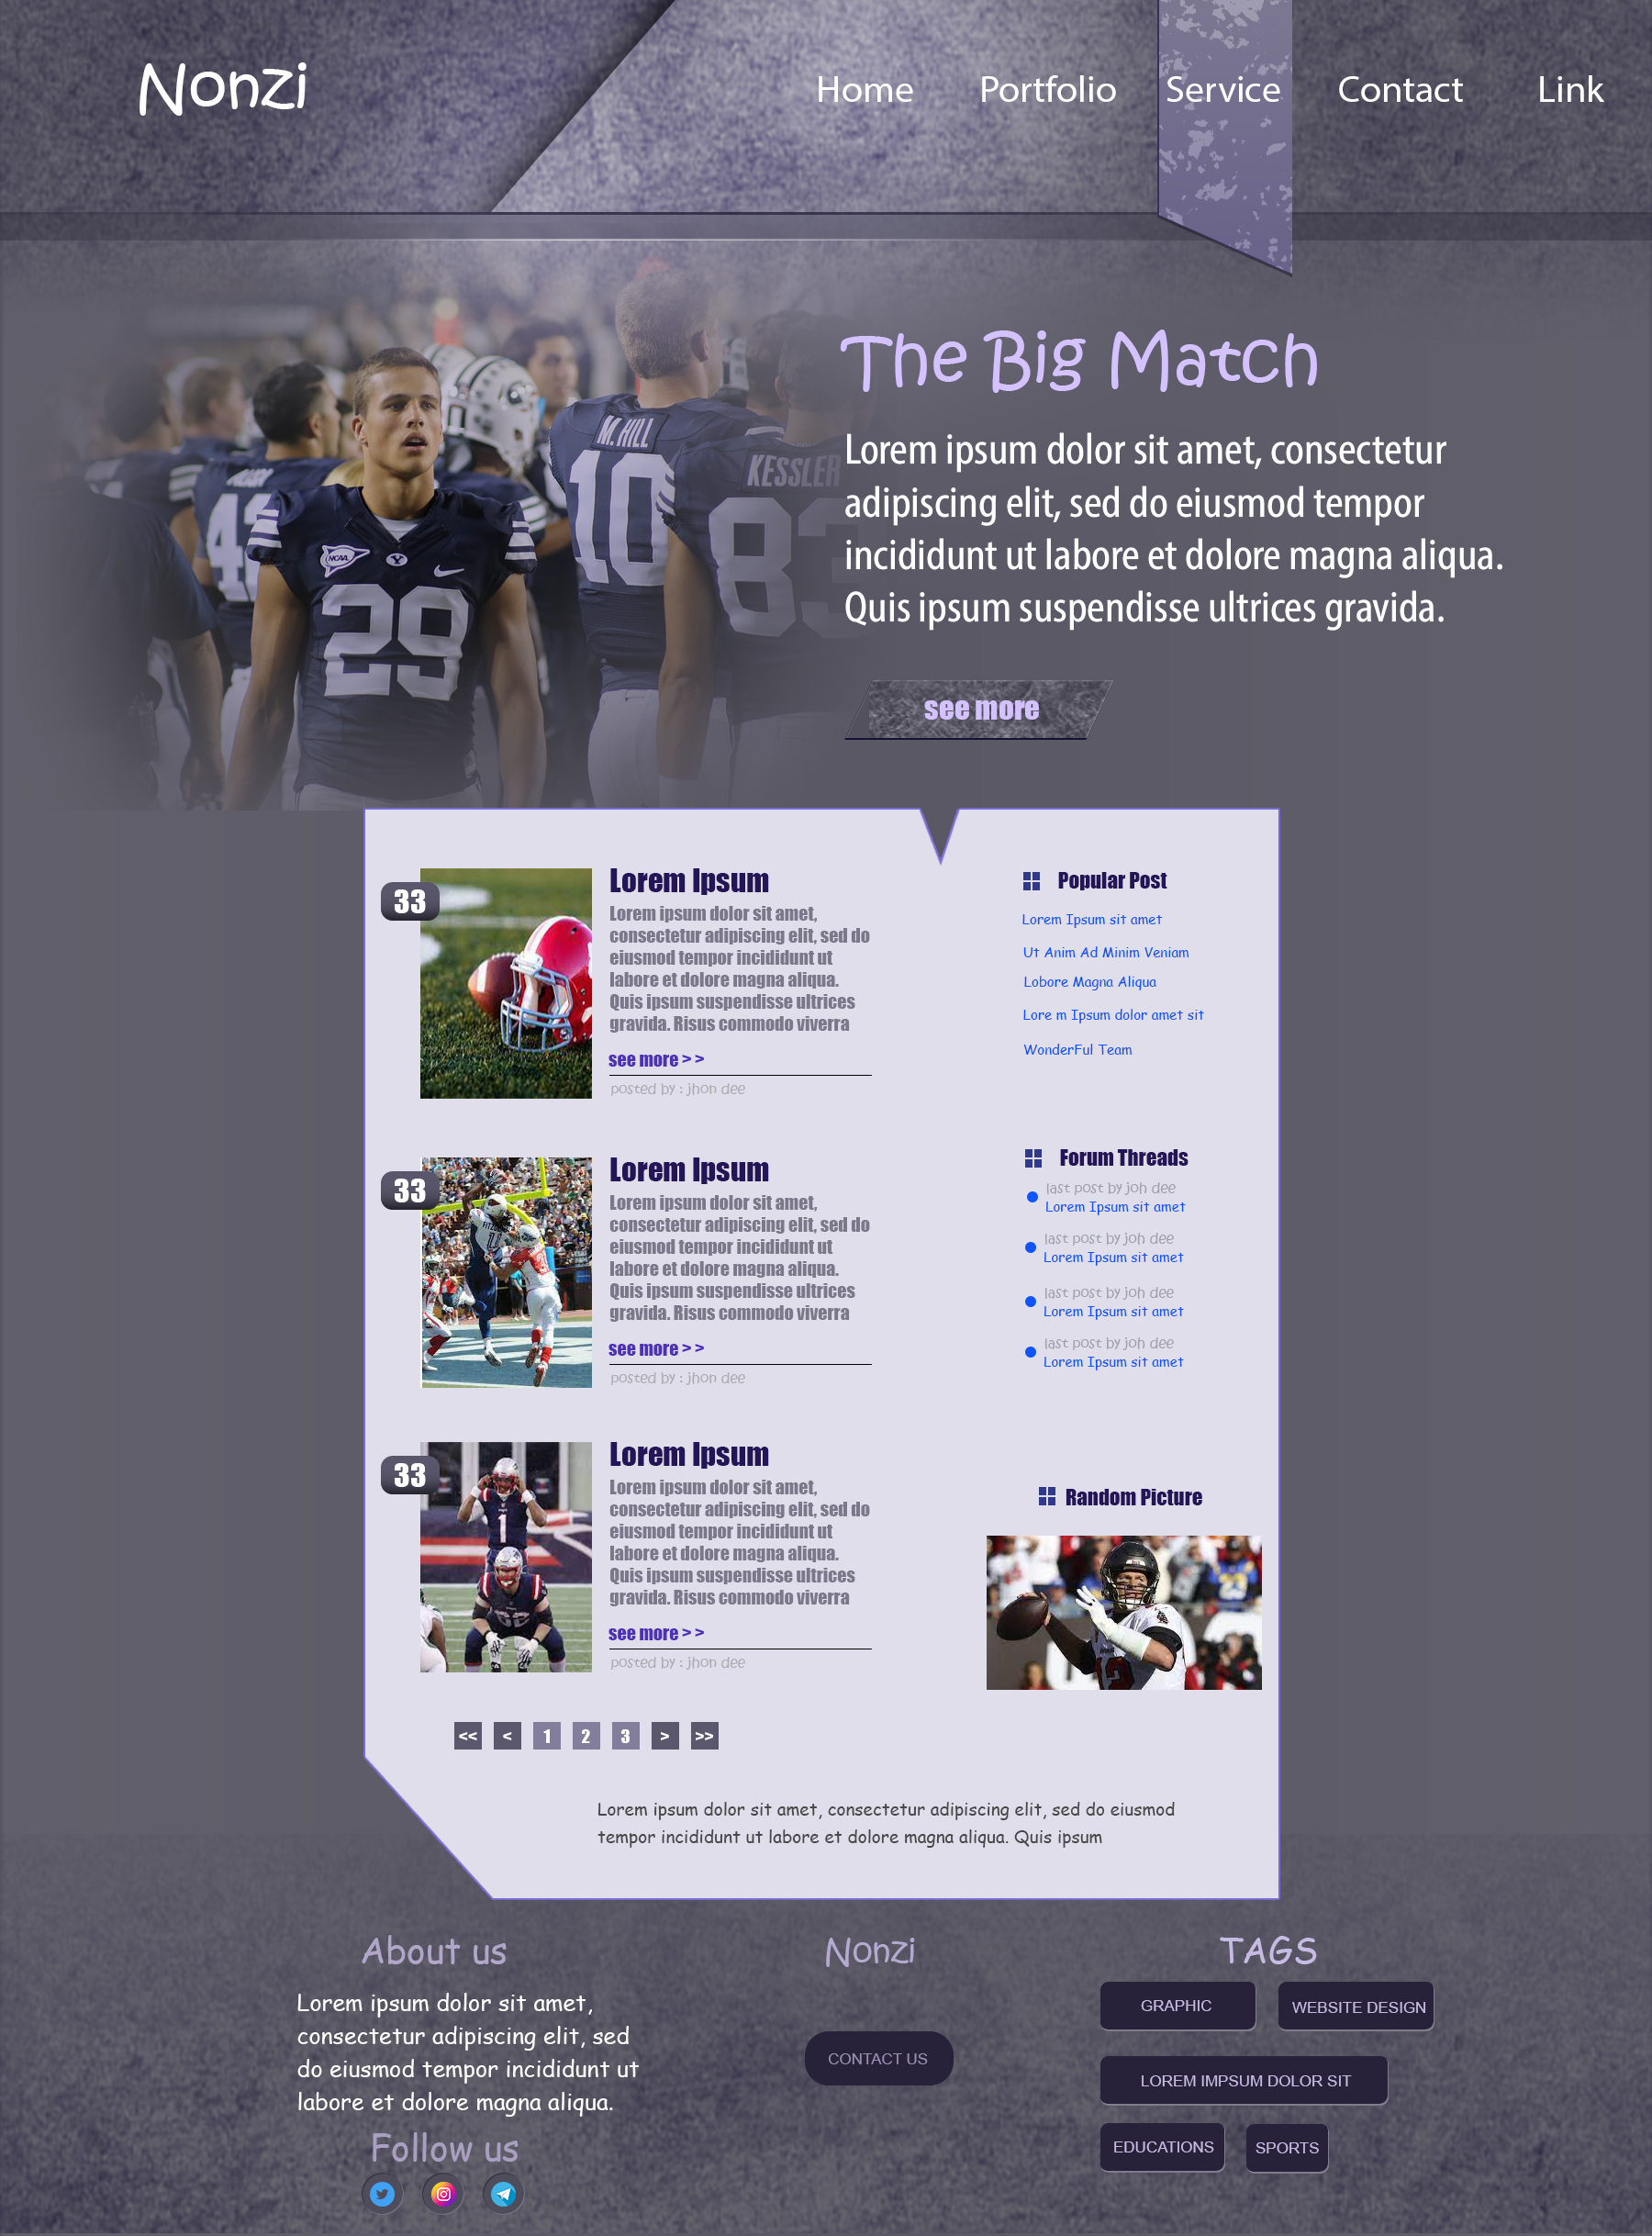 Nonzi
Home Portfolio Service Contact Link
The Big Match
Lorem ipsum dolor sit amet, consectetur
adipiscing elit, sed do eiusmod tempor
incididunt ut labore et dolore magna aliqua.
Quis ipsum suspendisse ultrices gravida.
see more
M. HILL
10
KESSLER
83
NCAA
Y
29
33
Lorem Ipsum
Lorem ipsum dolor sit amet,
consectetur adipiscing elit, sed do
eiusmod tempor incididunt ut
labore et dolore magna aliqua.
Quis ipsum suspendisse ultrices
gravida. Risus commodo viverra
see more > >
posted by : jhon dee
33
Lorem Ipsum
Lorem ipsum dolor sit amet,
consectetur adipiscing elit, sed do
eiusmod tempor incididunt ut
labore et dolore magna aliqua.
Quis ipsum suspendisse ultrices
gravida. Risus commodo viverra
see more > >
posted by : jhon dee
11
33
Lorem Ipsum
Lorem ipsum dolor sit amet,
consectetur adipiscing elit, sed do
eiusmod tempor incididunt ut
labore et dolore magna aliqua.
Quis ipsum suspendisse ultrices
gravida. Risus commodo viverra
see more > >
posted by : jhon dee
1
Popular Post
Lorem Ipsum sit amet
Ut Anim Ad Minim Veniam
Lobore Magna Aliqua
Lore m Ipsum dolor amet sit
WonderFul Team
Forum Threads
last post by joh dee
Lorem Ipsum sit amet
last post by joh dee
Lorem Ipsum sit amet
last post by joh dee
Lorem Ipsum sit amet
last post by joh dee
Lorem Ipsum sit amet
Random Picture
23
12
<< < 1 2 3 > >>
Lorem ipsum dolor sit amet, consectetur adipiscing elit, sed do eiusmod
tempor incididunt ut labore et dolore magna aliqua. Quis ipsum
About us
Lorem ipsum dolor sit amet,
consectetur adipiscing elit, sed
do eiusmod tempor incididunt ut
labore et dolore magna aliqua.
Follow us
Nonzi
CONTACT US
TAGS
GRAPHIC
WEBSITE DESIGN
LOREM IMPSUM DOLOR SIT
EDUCATIONS
SPORTS